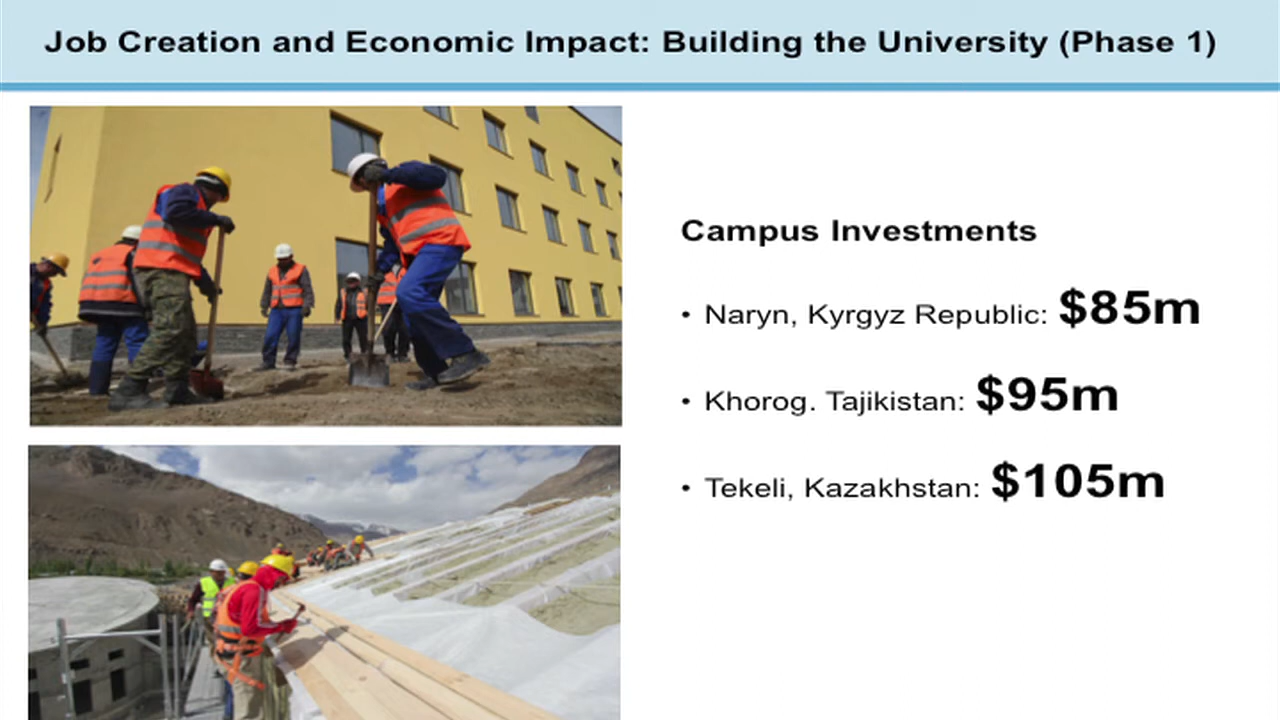 Job Creation and Economic Impact: Building the University (Phase 1)
Campus Investments
• Naryn, Kyrgyz Republic: $85m
• Khorog. Tajikistan: $95m
• Tekeli, Kazakhstan: $105m